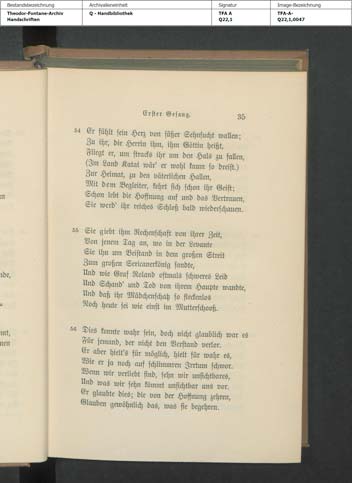 Bestandsbezeichnung
Theodor-Fontane-Archiv
Handschriften
Archivalieneinheit
Q - Handbibliothek
Signatur
TFA A
Q22,1
Image-Bezeichnung
TFA-A-
Q22,1,0047
Erster Gesang. 35
54 Er fühlt sein Herz von süßer Sehnsucht wallen;
Zu ihr, die Herrin ihm, ihm Göttin heißt,
Fliegt er, um stracks ihr um den Hals zu fallen,
(Im Land Katai wär' er wohl kaum so dreist.)
Zur Heimat, zu den väterlichen Hallen,
Mit dem Begleiter, kehrt sich schon ihr Geist;
Schon lebt die Hoffnung auf und das Vertrauen,
Sie werd' ihr reiches Schloß bald wiederschauen.
55 Sie giebt ihm Rechenschaft von ihrer Zeit,
Von jenem Tag an, wo in der Levante
Sie ihn um Beistand in dem großen Streit
Zum großen Sericanerkönig sandte,
Und wie Graf Roland oftmals schweres Leid
Und Schand' und Tod von ihrem Haupte wandte,
Und daß ihr Mädchenschatz so fleckenlos
Noch heute sei wie einst im Mutterschooß.
56 Dies konnte wahr sein, doch nicht glaublich war es
Für jemand, der nicht den Verstand verlor.
Er aber hielt's für möglich, hielt für wahr es,
Wie er ja noch auf schlimmren Irrtum schwor.
Wenn wir verliebt sind, sehn wir unsichtbares,
Und was wir sehn kömmt unsichtbar uns vor.
Er glaubte dies; die von der Hoffnung zehren,
Glauben gewöhnlich das, was sie begehren.